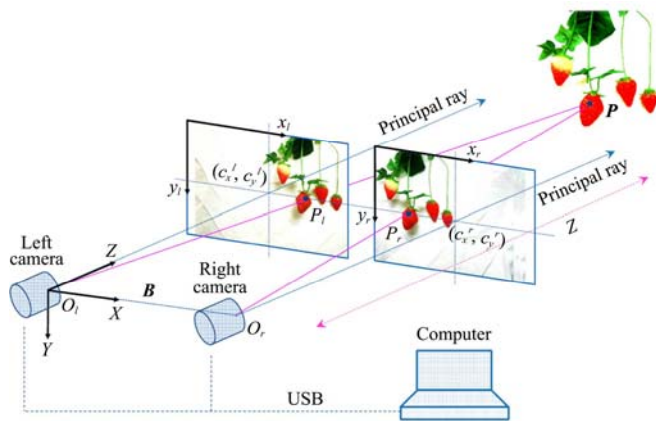 P
Principal ray
x_l
x_r
Principal ray
(c_x^l, c_y^l)
y_l
P_l
y_r
P_r
(c_x^r, c_y^r)
Z
Left
camera
Z
Right
camera
B
X
O_l
O_r
Y
Computer
USB